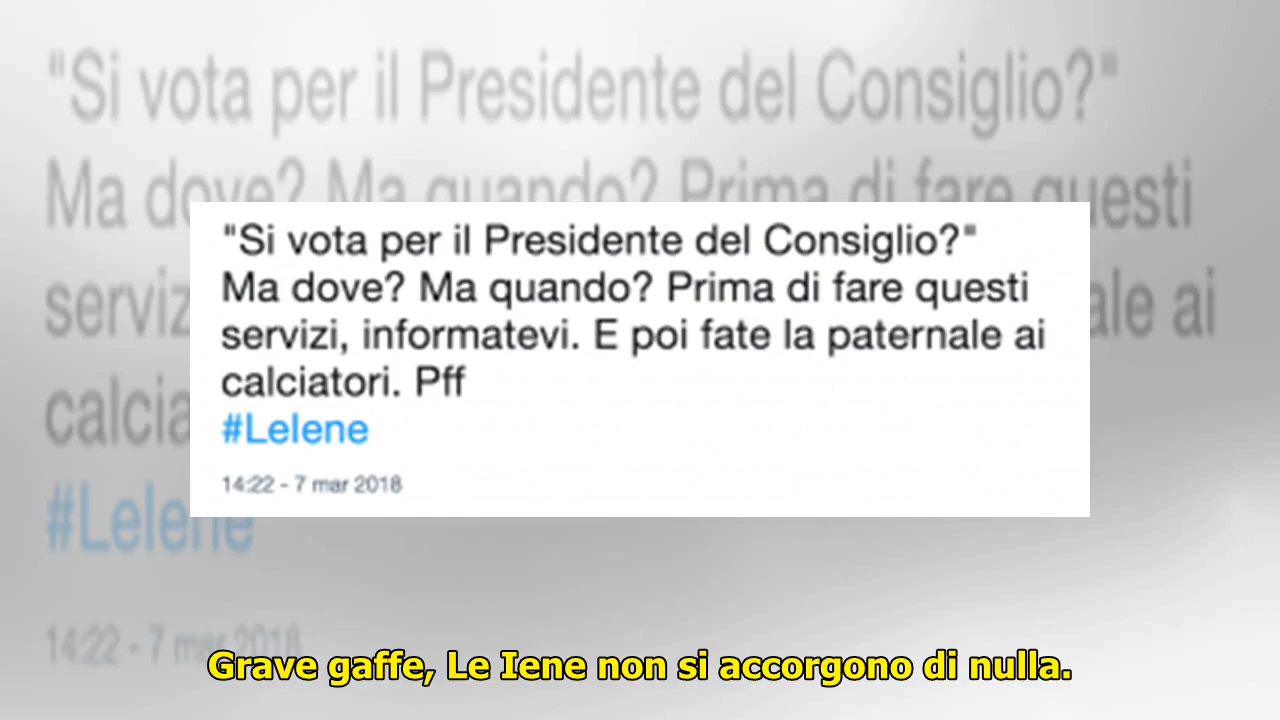 "Si vota per il Presidente del Consiglio?"
Ma dove? Ma quando? Prima di fare questi
servizi, informatevi. E poi fate la paternale ai
calciatori. Pff
#LeIene
14:22 - 7 mar 2018
Grave gaffe, Le Iene non si accorgono di nulla.